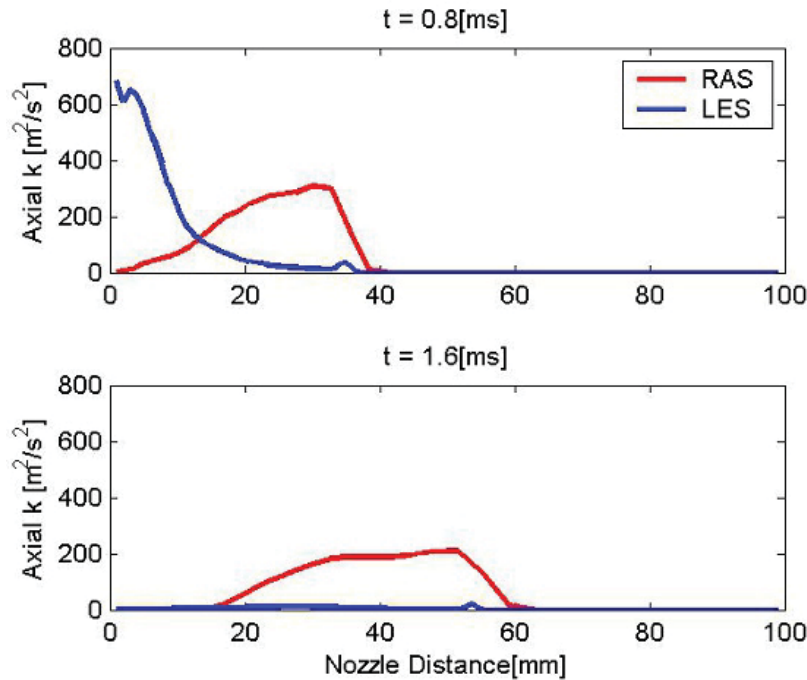 t = 0.8[ms]
800
600
400
200
0
Axial k [m²/s²]
RAS
LES
0 20 40 60 80 100
t = 1.6[ms]
800
600
400
200
0
Axial k [m²/s²]
0 20 40 60 80 100
Nozzle Distance[mm]